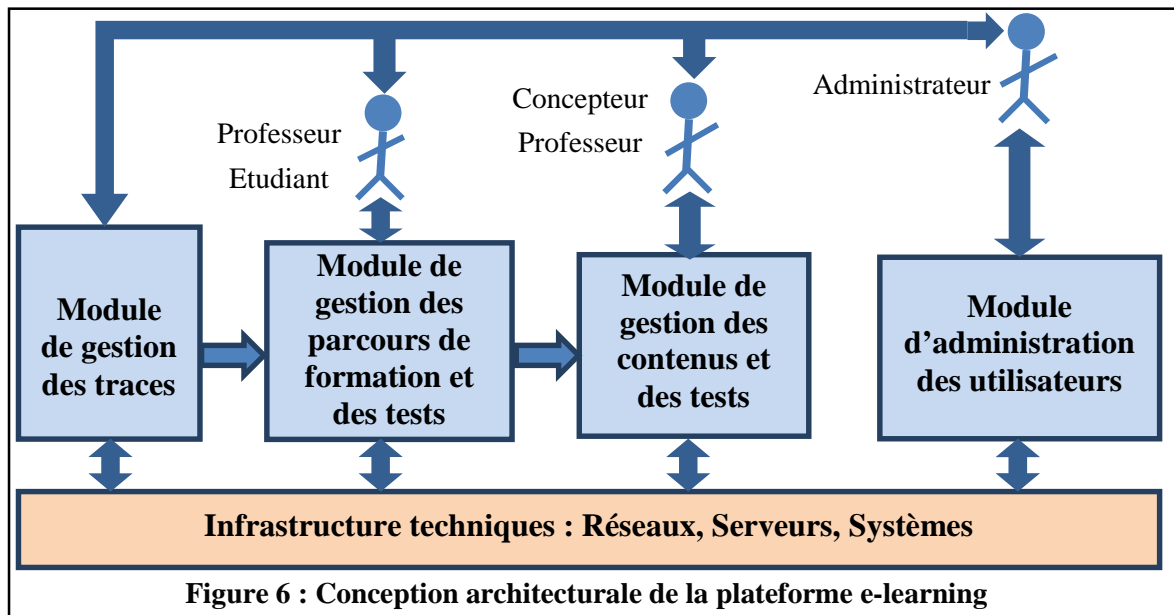 Administrateur
Concepteur
Professeur
Professeur
Etudiant
Module
de gestion
des traces
Module de
gestion des
parcours de
formation et
des tests
Module de
gestion des
contenus et
des tests
Module
d’administration
des utilisateurs
Infrastructure techniques : Réseaux, Serveurs, Systèmes
Figure 6 : Conception architecturale de la plateforme e-learning